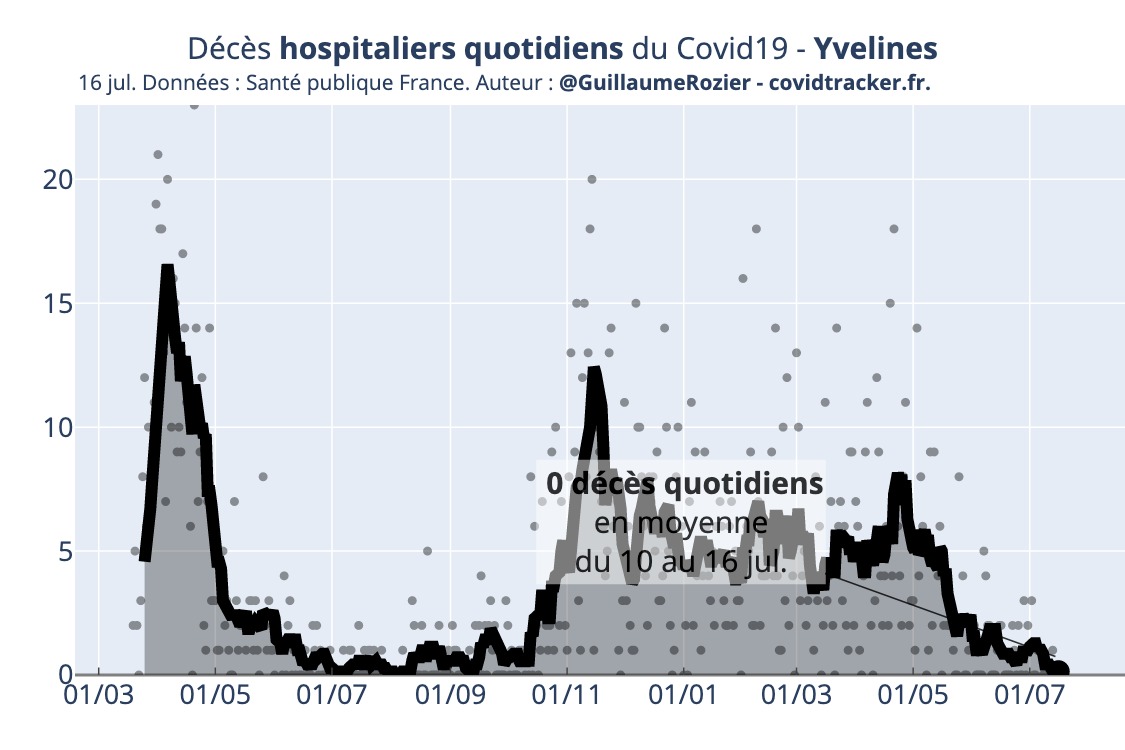 Décès hospitaliers quotidiens du Covid19 - Yvelines
16 jul. Données : Santé publique France. Auteur : @GuillaumeRozier - covidtracker.fr.
20
15
10
5
0
0 décès quotidiens
en moyenne
du 10 au 16 jul.
01/03 01/05 01/07 01/09 01/11 01/01 01/03 01/05 01/07